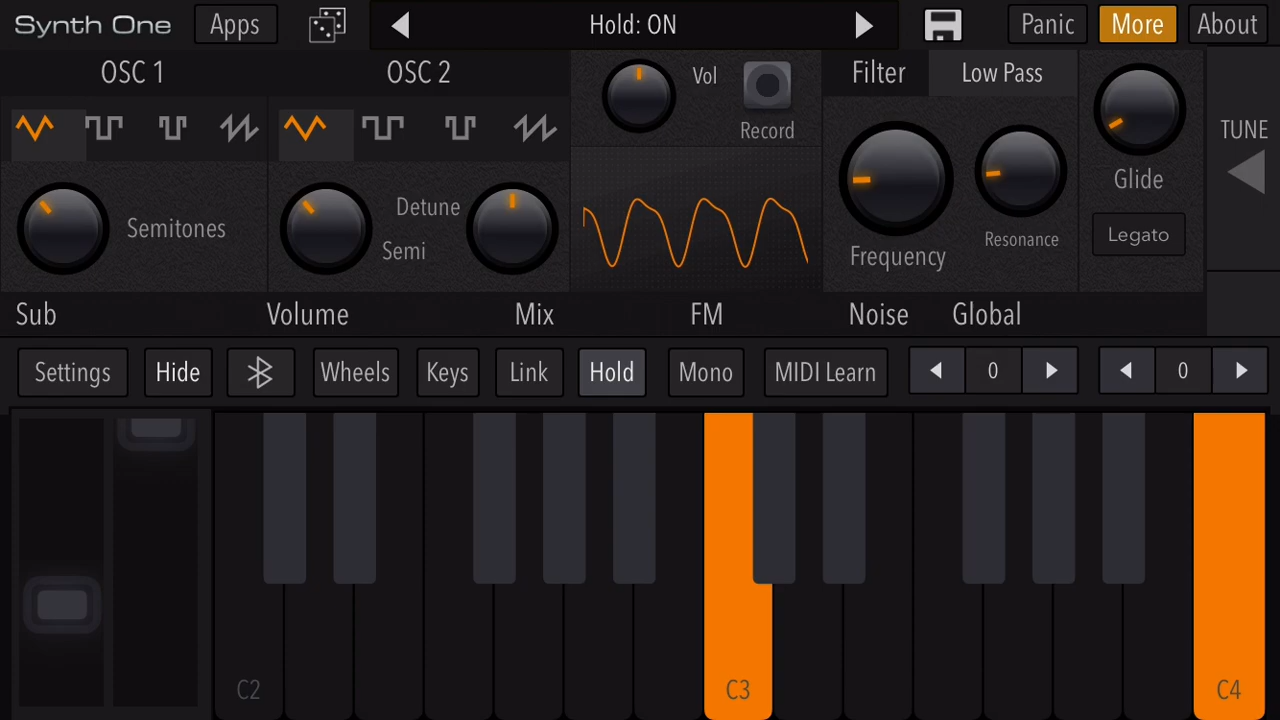 Synth One Apps Hold: ON Panic More About
OSC 1 OSC 2 Vol Filter Low Pass
Record TUNE
Glide
Semitones Detune Legato
Semi Resonance
Frequency
Sub Volume Mix FM Noise Global
Settings Hide Wheels Keys Link Hold Mono MIDI Learn 0 0
C2 C3 C4